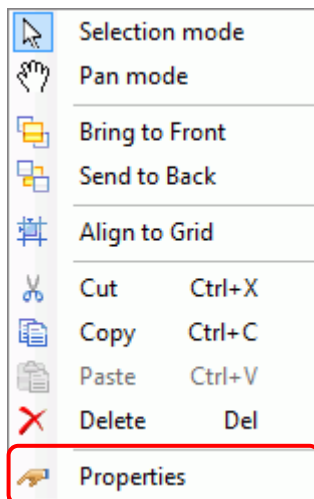 Selection mode
Pan mode
Bring to Front
Send to Back
Align to Grid
Cut Ctrl+X
Copy Ctrl+C
Paste Ctrl+V
Delete Del
Properties